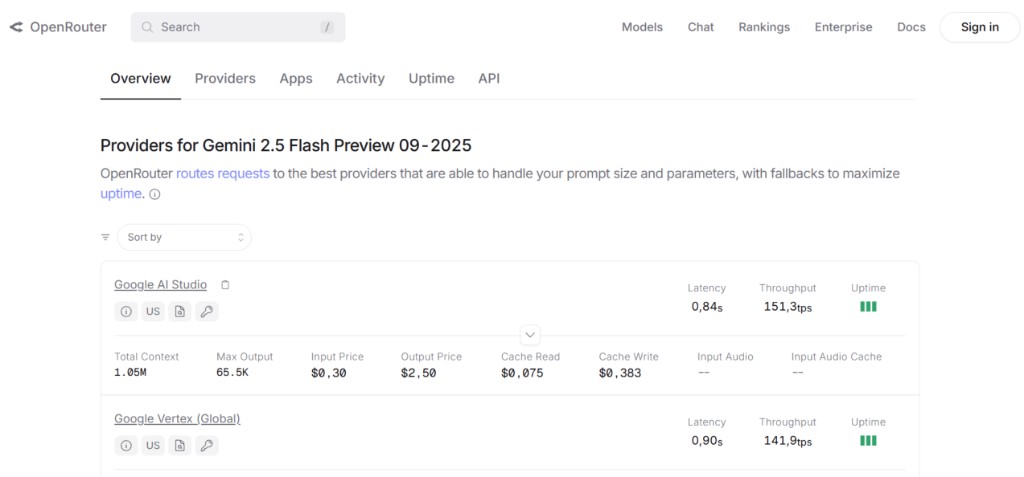 OpenRouter Search / Models Chat Rankings Enterprise Docs Sign in
Overview Providers Apps Activity Uptime API
Providers for Gemini 2.5 Flash Preview 09-2025
OpenRouter routes requests to the best providers that are able to handle your prompt size and parameters, with fallbacks to maximize
uptime.
Sort by
Google AI Studio
US
Latency Throughput Uptime
0,84s 151,3tps
Total Context Max Output Input Price Output Price Cache Read Cache Write Input Audio Input Audio Cache
1.05M 65.5K $0,30 $2,50 $0,075 $0,383 -- --
Google Vertex (Global)
US
Latency Throughput Uptime
0,90s 141,9tps